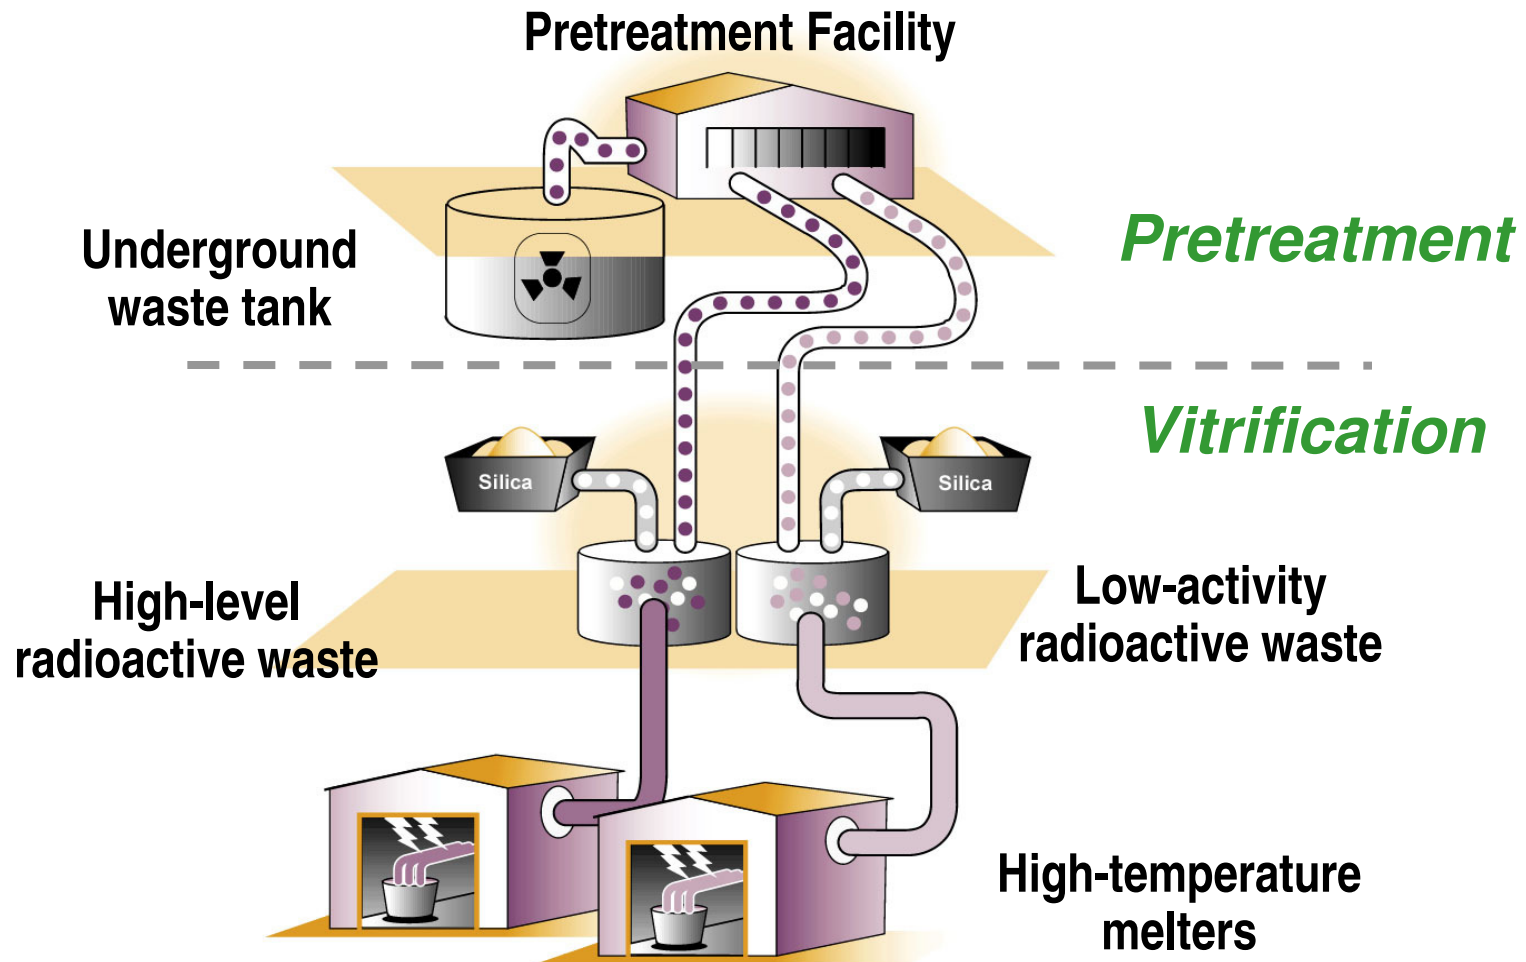 Pretreatment Facility
Underground
waste tank
Pretreatment
Vitrification
Silica
Silica
High-level
radioactive waste
Low-activity
radioactive waste
High-temperature
melters